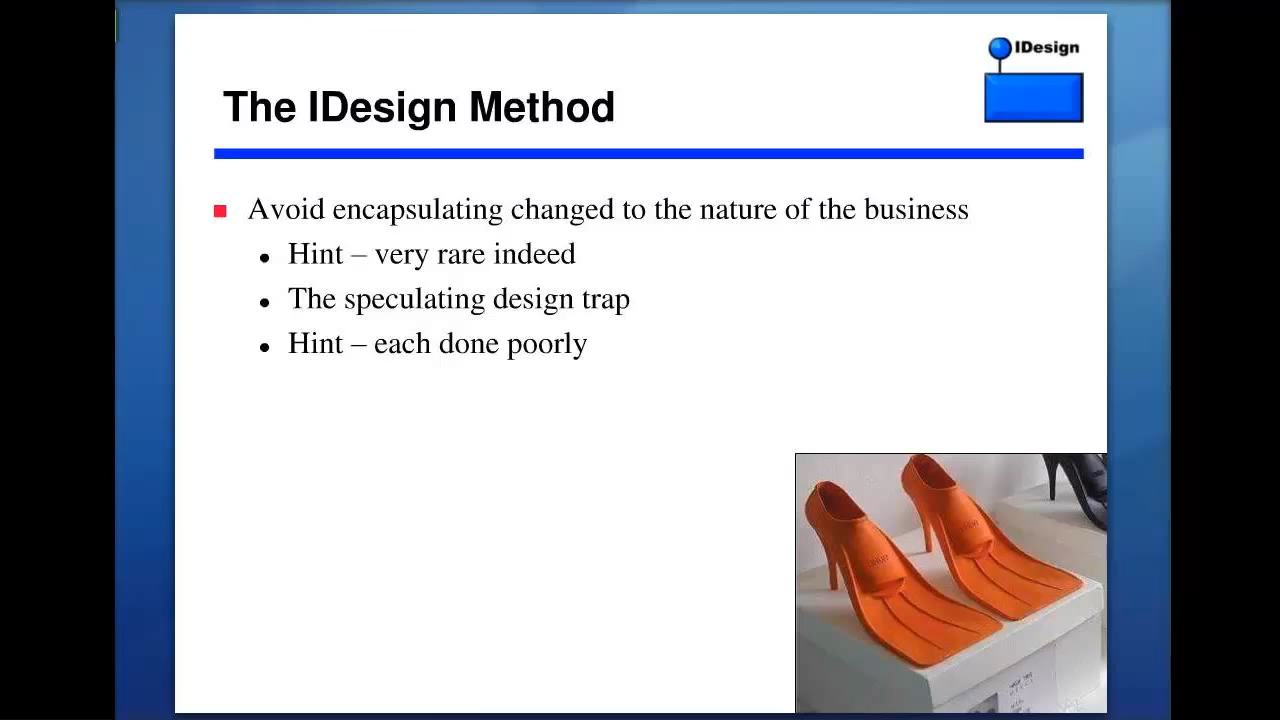 IDesign
The IDesign Method
Avoid encapsulating changed to the nature of the business
Hint – very rare indeed
The speculating design trap
Hint – each done poorly